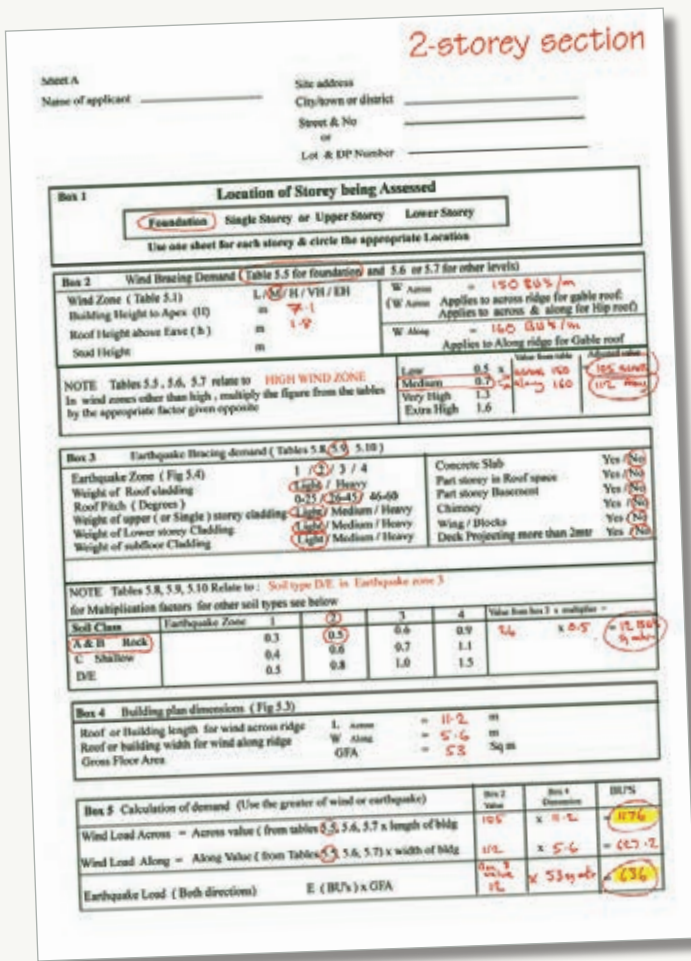 2-storey section
Sheet A
Name of applicant
Site address
City/town or district
Street & No
or
Lot & DP Number
Box 1 Location of Storey being Assessed
Foundation Single Storey or Upper Storey Lower Storey
Use one sheet for each storey & circle the appropriate Location
Box 2 Wind Bracing Demand (Table 5.5 for foundation and 5.6 or 5.7 for other levels)
Wind Zone (Table 5.1) L / M / H / VH / EH
Building Height to Apex (H) m 7.1
Roof Height above Eave (h) m 1.8
Stud Height m
W Across = 150 BU's/m
(W Across Applies to across ridge for gable roof:
Applies to across & along for Hip roof)
W Along = 160 BU's/m
Applies to Along ridge for Gable roof
NOTE Tables 5.5, 5.6, 5.7 relate to HIGH WIND ZONE
In wind zones other than high, multiply the figure from the tables
by the appropriate factor given opposite
Value from table Adjusted value
Low 0.5 x across 150 = 105 across
Medium 0.7 along 160 112 along
Very High 1.3
Extra High 1.6
Box 3 Earthquake Bracing demand (Tables 5.8, 5.9, 5.10)
Earthquake Zone (Fig 5.4) 1 / 2 / 3 / 4
Weight of Roof cladding Light / Heavy
Roof Pitch (Degrees) 0-25 / 26-45 / 46-60
Weight of upper (or Single) storey cladding Light / Medium / Heavy
Weight of Lower storey Cladding Light / Medium / Heavy
Weight of subfloor Cladding Light / Medium / Heavy
Concrete Slab Yes / No
Part storey in Roof space Yes / No
Part storey Basement Yes / No
Chimney Yes / No
Wing / Blocks Yes / No
Deck Projecting more than 2mtr Yes / No
NOTE Tables 5.8, 5.9, 5.10 Relate to: Soil type D/E in Earthquake zone 3
for Multiplication factors for other soil types see below
Soil Class Earthquake Zone 1 2 3 4 Value from box 3 x multiplier =
A & B Rock 0.3 0.5 0.6 0.9 x 0.5
C Shallow 0.4 0.6 0.7 1.1
D/E 0.5 0.8 1.0 1.5
Box 4 Building plan dimensions (Fig 5.3)
Roof or Building length for wind across ridge L Across = 11.2 m
Roof or building width for wind along ridge W Along = 5.6 m
Gross Floor Area GFA = 53 Sq m
Box 5 Calculation of demand (Use the greater of wind or earthquake) Box 2 Value Box 4 Dimension BU'S
Wind Load Across = Across value (from tables 5.5, 5.6, 5.7 x length of bldg 105 x 11.2 = 1176
Wind Load Along = Along Value (from Tables 5.5, 5.6, 5.7) x width of bldg 112 x 5.6 = 627.2
Earthquake Load (Both directions) E (BU's) x GFA Box 3 value 12 x 53 sq mtr = 636